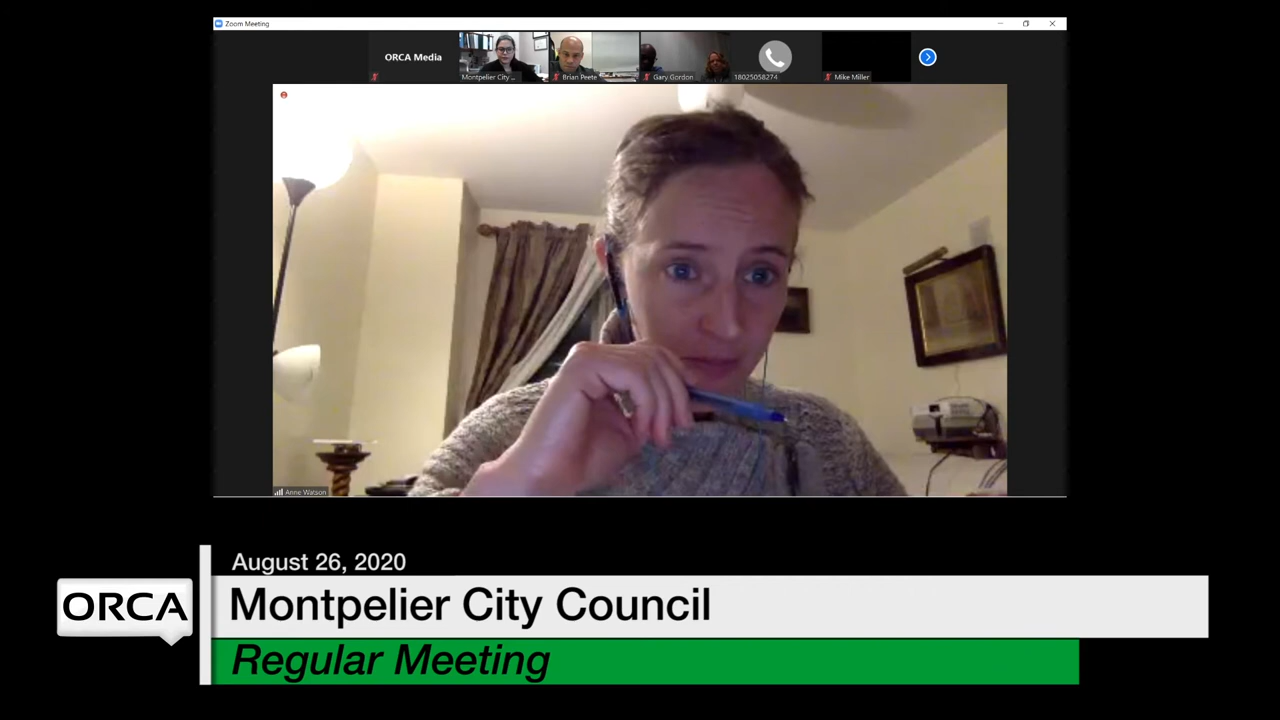 Zoom Meeting
ORCA Media
Montpelier City ...
Brian Peete
Gary Gordon
18025058274
Mike Miller
Anne Watson
August 26, 2020
ORCA
Montpelier City Council
Regular Meeting